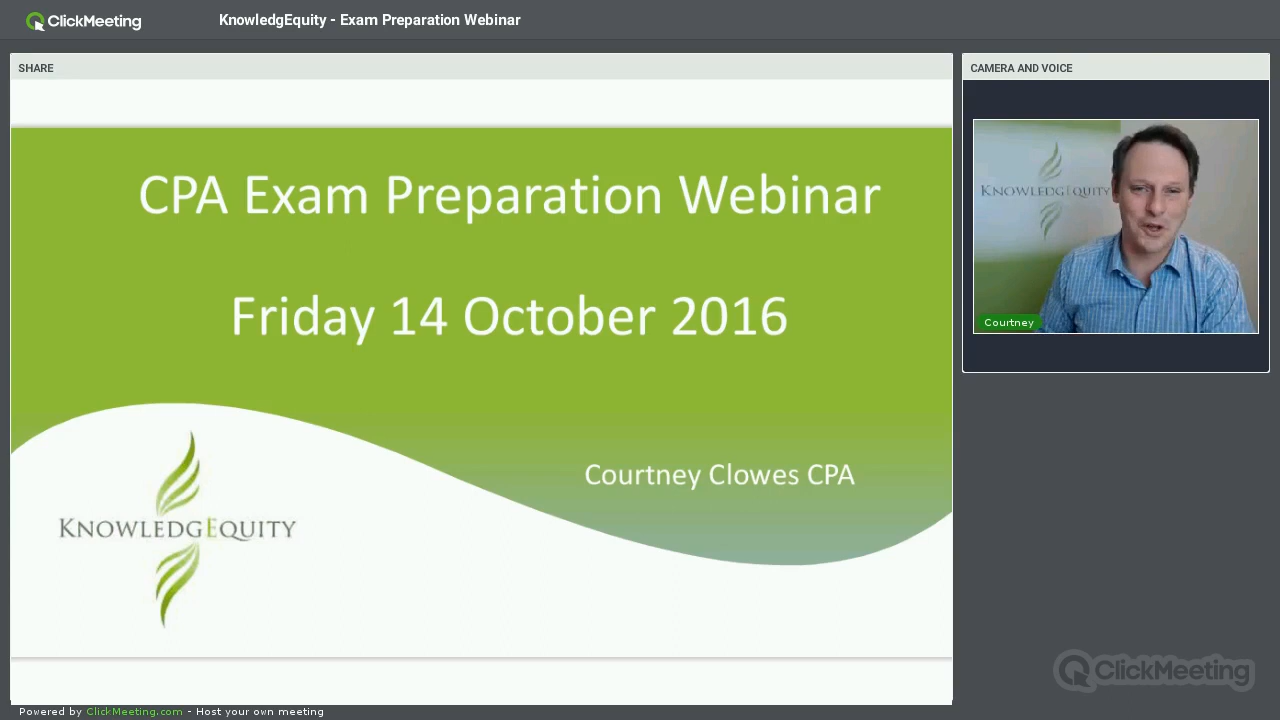 ClickMeeting
KnowledgEquity - Exam Preparation Webinar
SHARE
CPA Exam Preparation Webinar
Friday 14 October 2016
Courtney Clowes CPA
KNOWLEDGEQUITY
CAMERA AND VOICE
KNOWLEDGEQUITY
Courtney
ClickMeeting
Powered by ClickMeeting.com - Host your own meeting